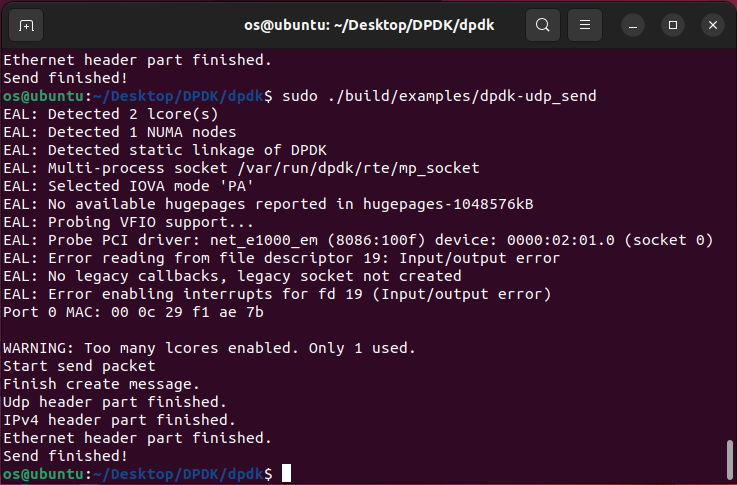 os@ubuntu: ~/Desktop/DPDK/dpdk
Ethernet header part finished.
Send finished!
os@ubuntu:~/Desktop/DPDK/dpdk$ sudo ./build/examples/dpdk-udp_send
EAL: Detected 2 lcore(s)
EAL: Detected 1 NUMA nodes
EAL: Detected static linkage of DPDK
EAL: Multi-process socket /var/run/dpdk/rte/mp_socket
EAL: Selected IOVA mode 'PA'
EAL: No available hugepages reported in hugepages-1048576kB
EAL: Probing VFIO support...
EAL: Probe PCI driver: net_e1000_em (8086:100f) device: 0000:02:01.0 (socket 0)
EAL: Error reading from file descriptor 19: Input/output error
EAL: No legacy callbacks, legacy socket not created
EAL: Error enabling interrupts for fd 19 (Input/output error)
Port 0 MAC: 00 0c 29 f1 ae 7b
WARNING: Too many lcores enabled. Only 1 used.
Start send packet
Finish create message.
Udp header part finished.
IPv4 header part finished.
Ethernet header part finished.
Send finished!
os@ubuntu:~/Desktop/DPDK/dpdk$